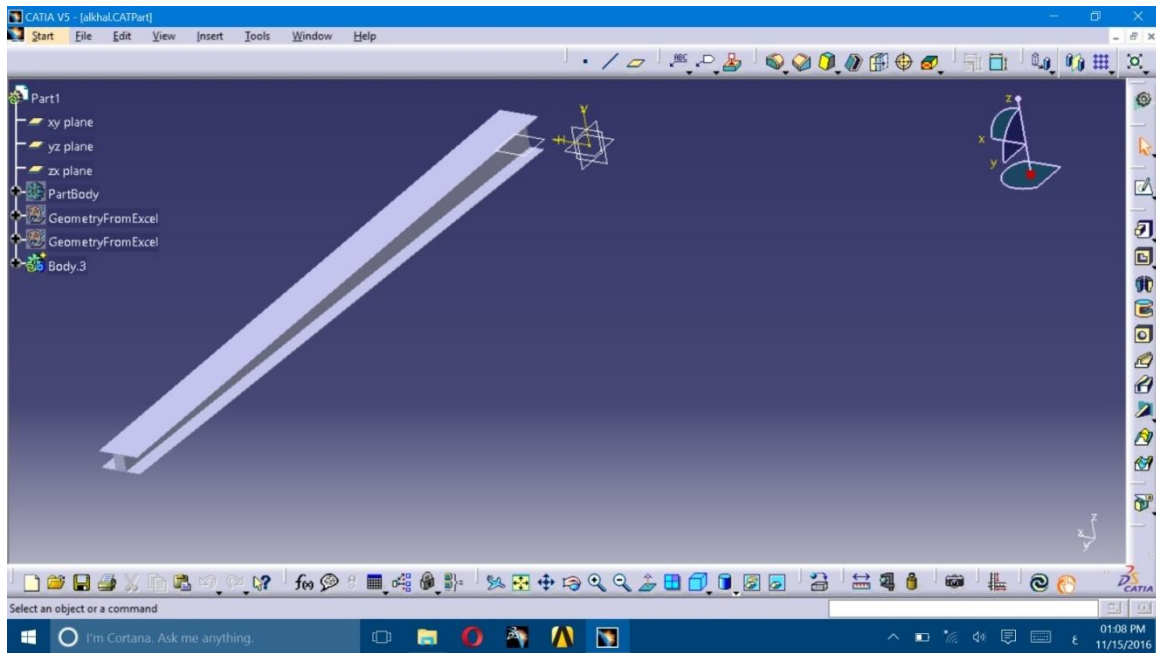 CATIA V5 - [alkhal.CATPart]
Start File Edit View Insert Tools Window Help
ABC
Part1
xy plane
yz plane
zx plane
PartBody
GeometryFromExcel
GeometryFromExcel
Body.3
V
H
z
x
y
z
x
y
f(x)
CATIA
Select an object or a command
I'm Cortana. Ask me anything.
ع
01:08 PM
11/15/2016